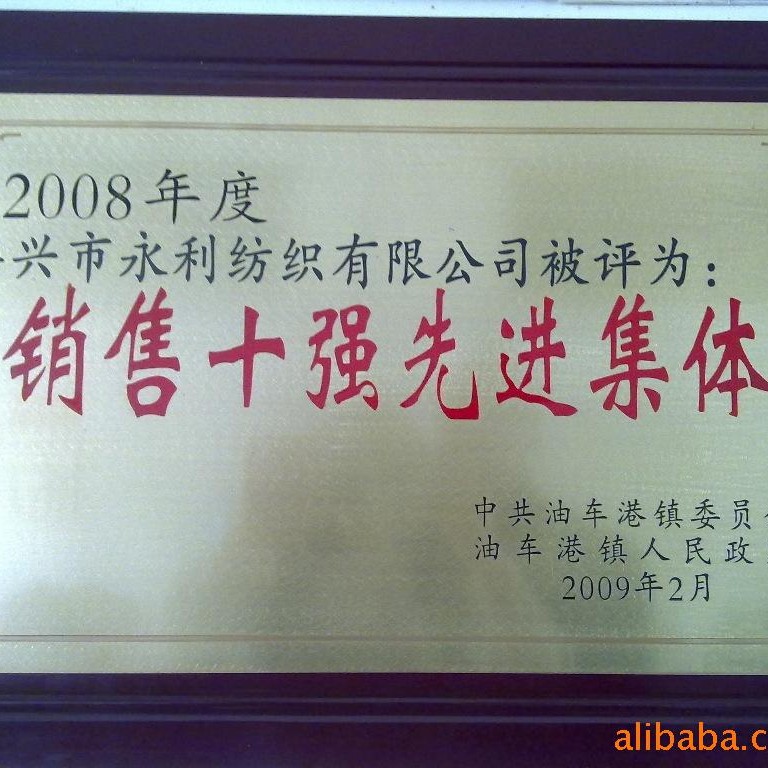 2008年度
兴市永利纺织有限公司被评为：
销售十强先进集体
中共油车港镇委员
油车港镇人民政
2009年2月
alibaba.c